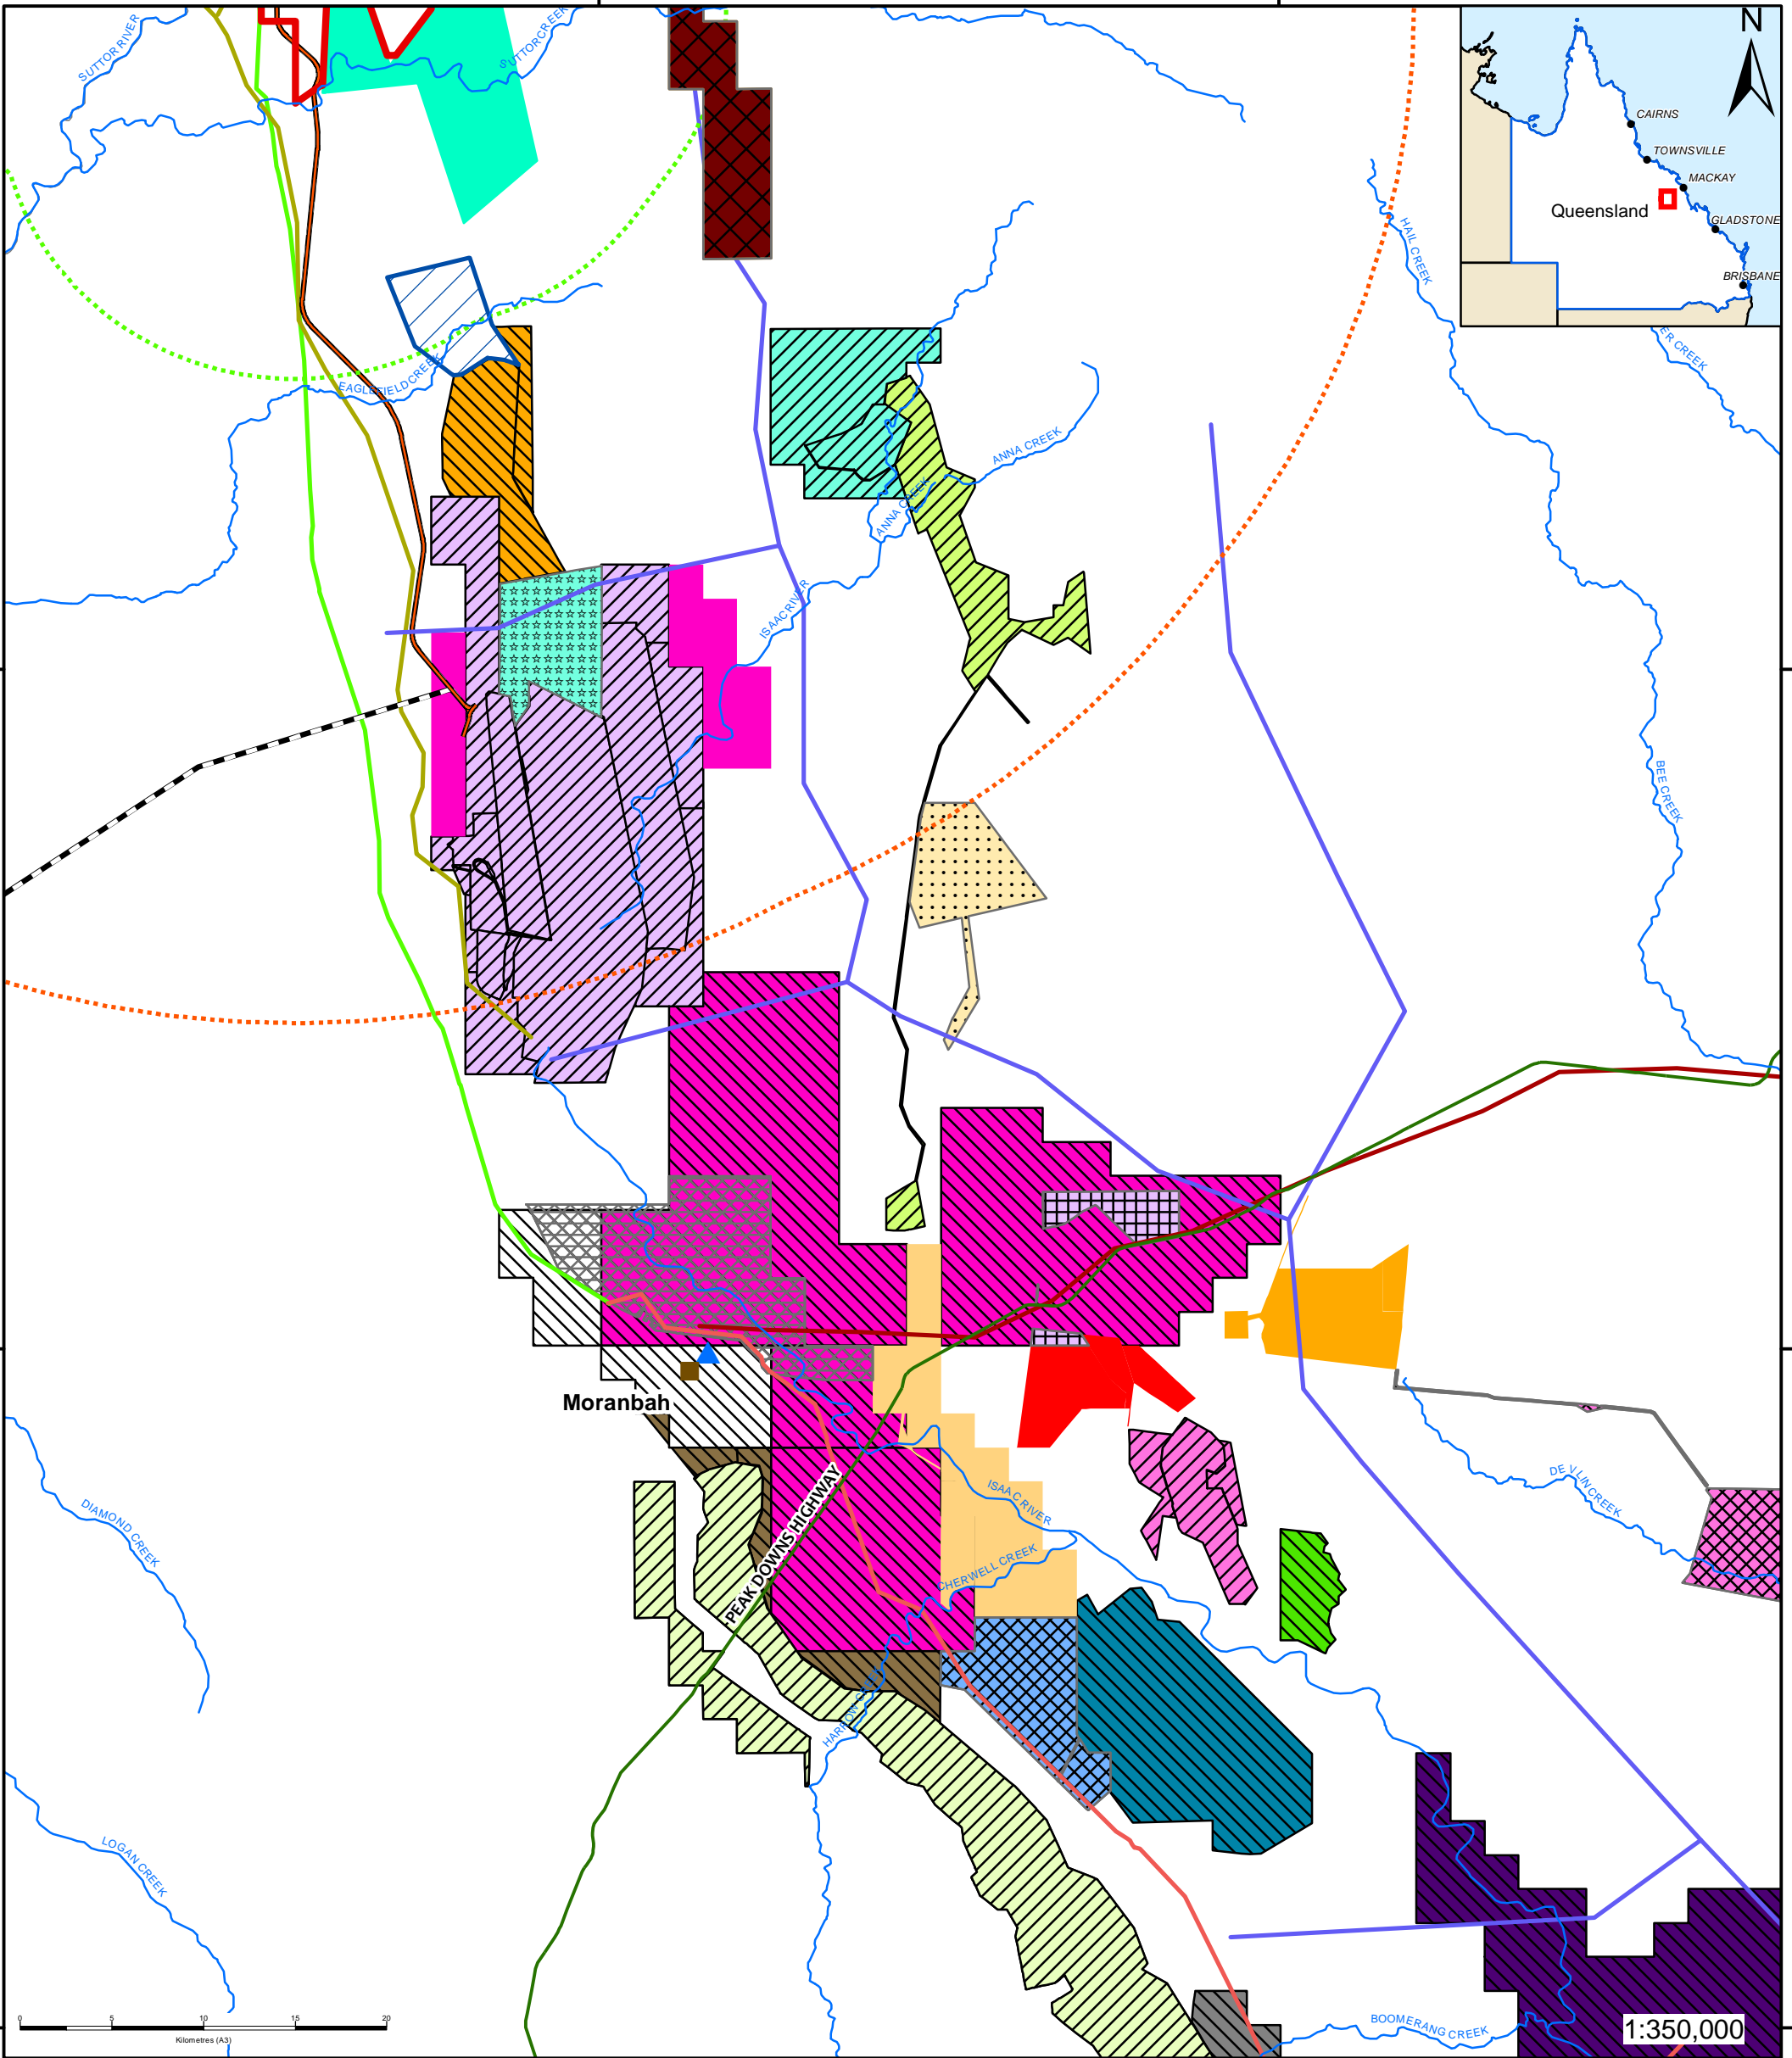 SUTTOR RIVER
SUTTOR CREEK
N
CAIRNS
TOWNSVILLE
MACKAY
Queensland
GLADSTONE
BRISBANE
HAIL CREEK
ER CREEK
EAGLEFIELD CREEK
ANNA CREEK
ANNA CREEK
ISAAC RIVER
BEE CREEK
Moranbah
PEAK DOWNS HIGHWAY
ISAAC RIVER
CHERWELL CREEK
DE VLIN CREEK
DIAMOND CREEK
LOGAN CREEK
0 5 10 15 20
Kilometres (A3)
BOOMERANG CREEK
1:350,000